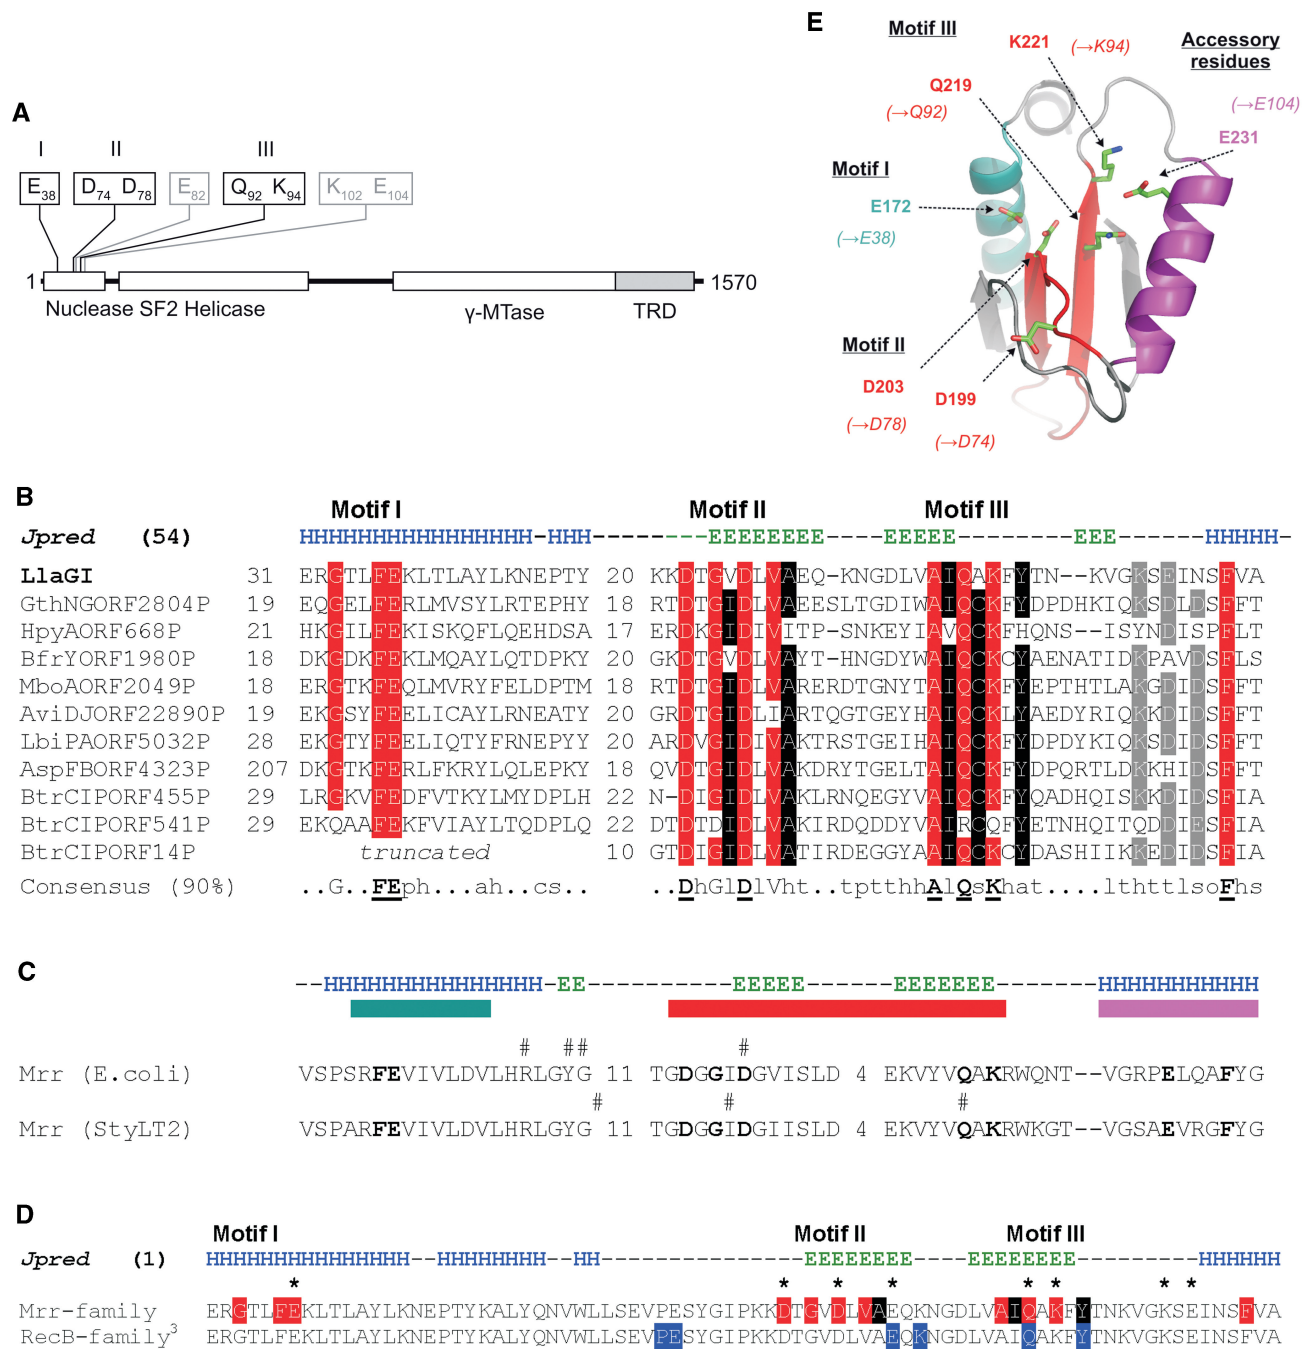 A
I II III
E38 D74 D78 E82 Q92 K94 K102 E104
1 1570
Nuclease SF2 Helicase γ-MTase TRD
E
Motif III K221 (→K94) Accessory
residues
Q219 (→E104)
(→Q92) E231
Motif I
E172
(→E38)
Motif II
D203 D199
(→D78) (→D74)
B
Motif I Motif II Motif III
Jpred (54) HHHHHHHHHHHHHHHH-HHH--------EEEEEEEE----EEEEE--------EEE------HHHHH-
LlaGI 31 ERGTLFEKLTLAYLKNEPTY 20 KKDTGVDLVAEQ-KNGDLVAIQAKFYTN--KVGKSEINSFVA
GthNGORF2804P 19 EQGELFERLMVSYLRTEPHY 18 RTDTGIDLVAEESLTGDIWAIQCKFYDPDHKIQKSDLDSFFT
HpyAORF668P 21 HKGILFEKISKQFLQEHDSA 17 ERDKGIDIVITP-SNKEYIAVQCKFHQNS--ISYNDISPFLT
BfrYORF1980P 18 DKGDKFEKLMQAYLQTDPKY 20 GKDTGVDLVAYT-HNGDYWAIQCKCYAENATIDKPAVDSFLS
MboAORF2049P 18 ERGTKFEQLMVRYFELDPTM 18 RTDTGIDLVARERDTGNYTAIQCKFYEPTHTLAKGDIDSFFT
AviDJORF22890P 19 EKGSYFEELICAYLRNEATY 20 GRDTGIDLIARTQTGEYHAIQCKLYAEDYRIQKKDIDSFFT
LbiPAORF5032P 28 EKGTYFEELIQTYFRNEPYY 20 ARDVGIDLVAKTRSTGEIHAIQCKFYDPDYKIQKSDIDSFFT
AspFBORF4323P 207 DKGTKFERLFKRYLQLEPKY 18 QVDTGIDLVAKDRYTGELTAIQCKFYDPQRTLDKKHIDSFFT
BtrCIPORF455P 29 LRGKVFEDFVTKYLMYDPLH 22 N-DIGIDLVAKLRNQEGYVAIQCKFYQADHQISKKDIDSFIA
BtrCIPORF541P 29 EKQAAFEKFVIAYLTQDPLQ 22 DTDTDIDLVAKIRDQDDYVAIRCQFYETNHQITQDDIESFIA
BtrCIPORF14P truncated 10 GTDIGIDLVATIRDEGGYAAIQCKCYDASHIIKKEDIDSFIA
Consensus (90%) ..G..FEph...ah..cs.. ..DhGlDlVht..tptthhAlQsKhat....lthttlsoFhs
C
--HHHHHHHHHHHHHHH-EE----------EEEEE------EEEEEEE-------HHHHHHHHHHH
# ## #
Mrr (E.coli) VSPSRFEVIVLDVLHRLGYG 11 TGDGGIDGVISLD 4 EKVYVQAKRWQNT--VGRPELQAFYG
# # #
Mrr (StyLT2) VSPARFEVIVLDVLHRLGYG 11 TGDGGIDGIISLD 4 EKVYVQAKRWKGT--VGSAEVRGFYG
D
Motif I Motif II Motif III
Jpred (1) HHHHHHHHHHHHHHH--HHHHHHHH--HH---------------EEEEEEEE----EEEEEEEE---------HHHHHH
* * * * * * * *
Mrr-family ERGTLFEKLTLAYLKNEPTYKALYQNVWLLSEVPESYGIPKKDTGVDLVAEQKNGDLVAIQAKFYTNKVGKSEINSFVA
RecB-family3 ERGTLFEKLTLAYLKNEPTYKALYQNVWLLSEVPESYGIPKKDTGVDLVAEQKNGDLVAIQAKFYTNKVGKSEINSFVA